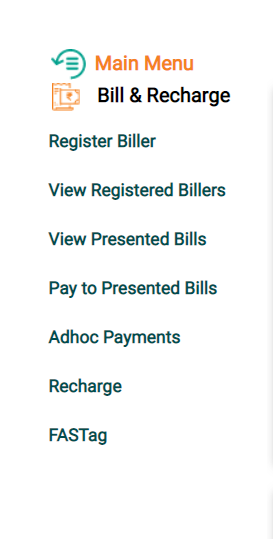 Main Menu
Bill & Recharge
Register Biller
View Registered Billers
View Presented Bills
Pay to Presented Bills
Adhoc Payments
Recharge
FASTag